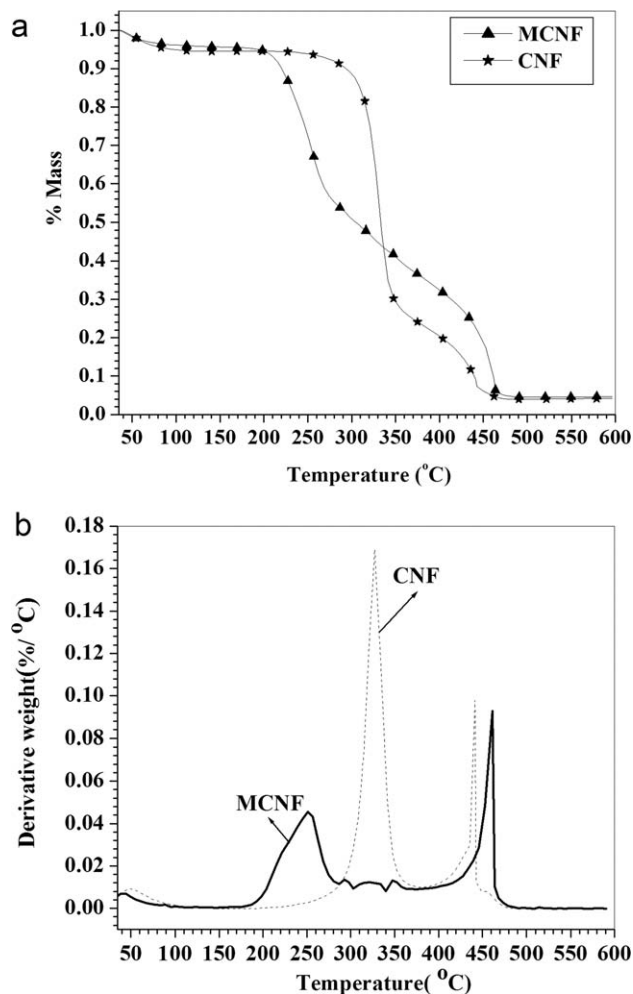 a
MCNF
CNF
1.0
0.9
0.8
0.7
0.6
0.5
0.4
0.3
0.2
0.1
0.0
% Mass
50 100 150 200 250 300 350 400 450 500 550 600
Temperature (°C)
b
0.18
0.16
0.14
0.12
0.10
0.08
0.06
0.04
0.02
0.00
Derivative weight(%/ °C)
CNF
MCNF
50 100 150 200 250 300 350 400 450 500 550 600
Temperature( °C)